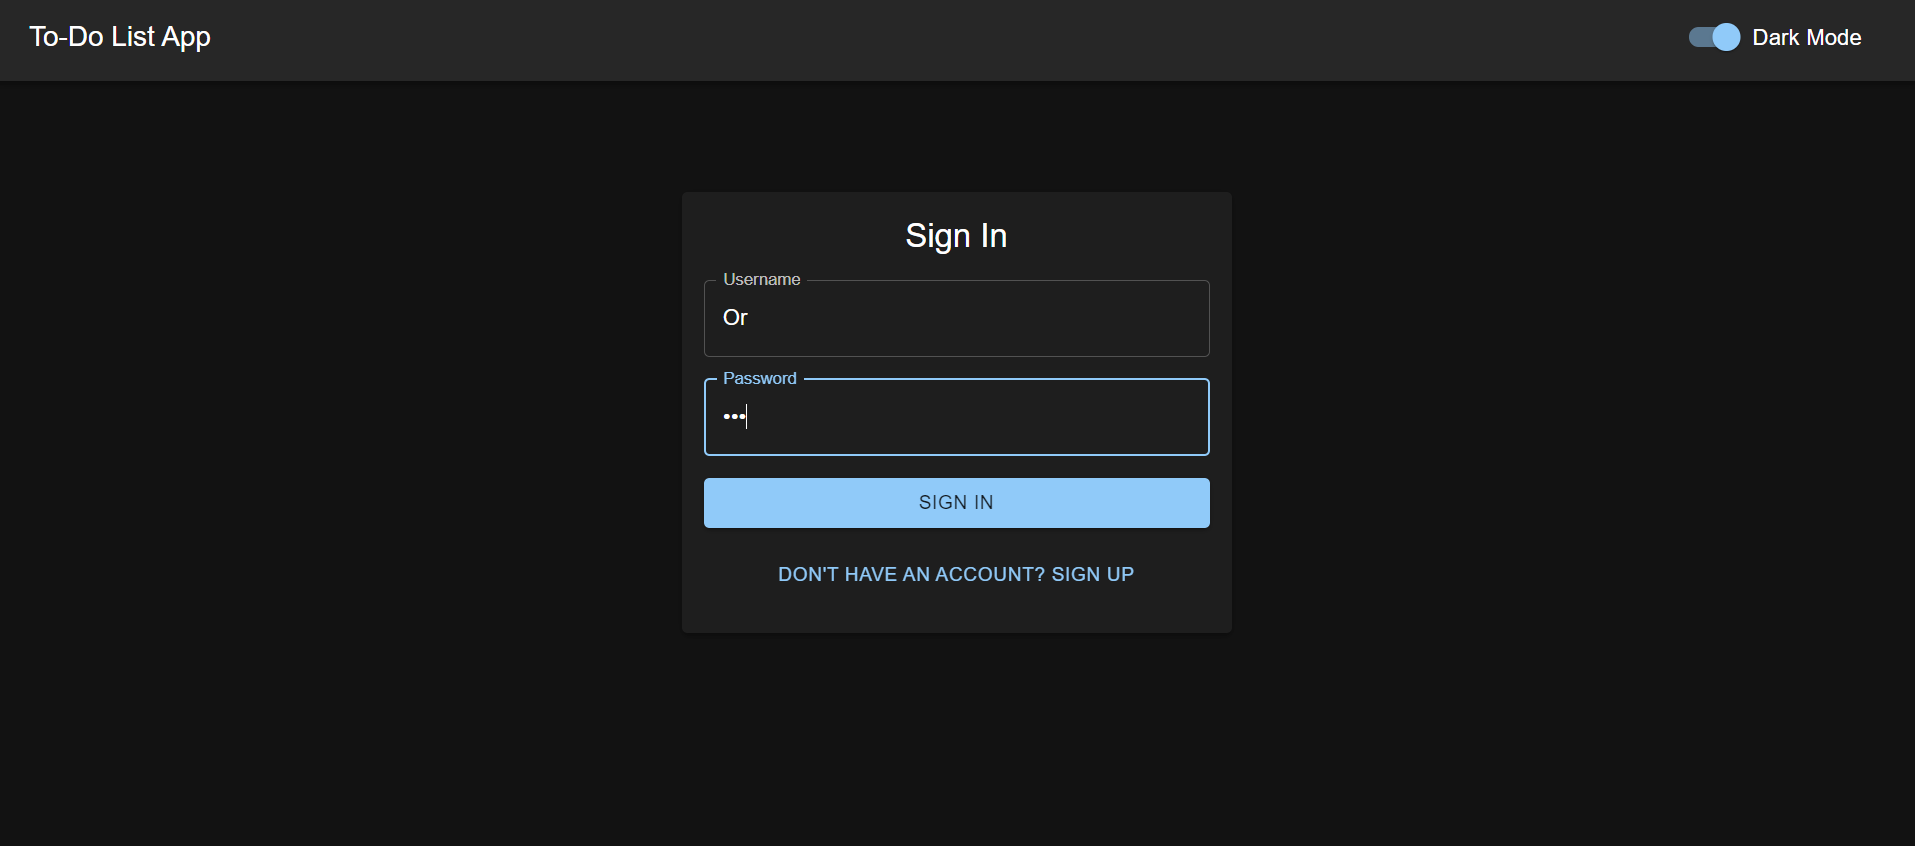 To-Do List App
Dark Mode
Sign In
Username
Or
Password
•••
SIGN IN
DON'T HAVE AN ACCOUNT? SIGN UP